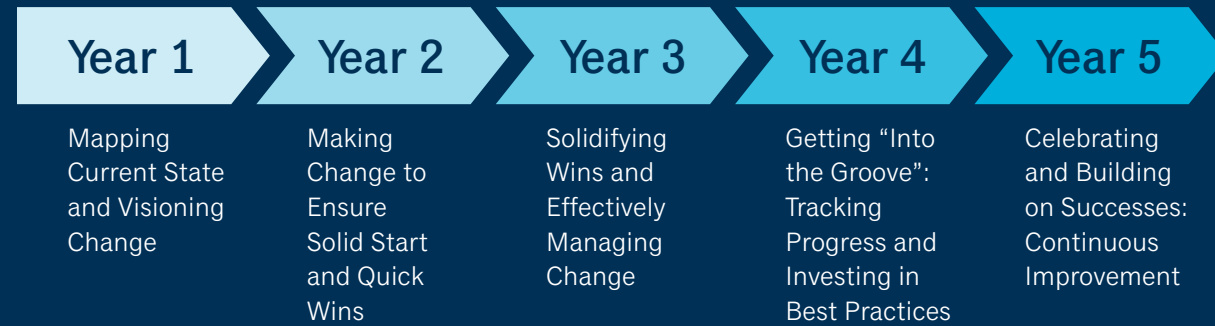 Year 1
Mapping
Current State
and Visioning
Change
Year 2
Making
Change to
Ensure
Solid Start
and Quick
Wins
Year 3
Solidifying
Wins and
Effectively
Managing
Change
Year 4
Getting “Into
the Groove”:
Tracking
Progress and
Investing in
Best Practices
Year 5
Celebrating
and Building
on Successes:
Continuous
Improvement